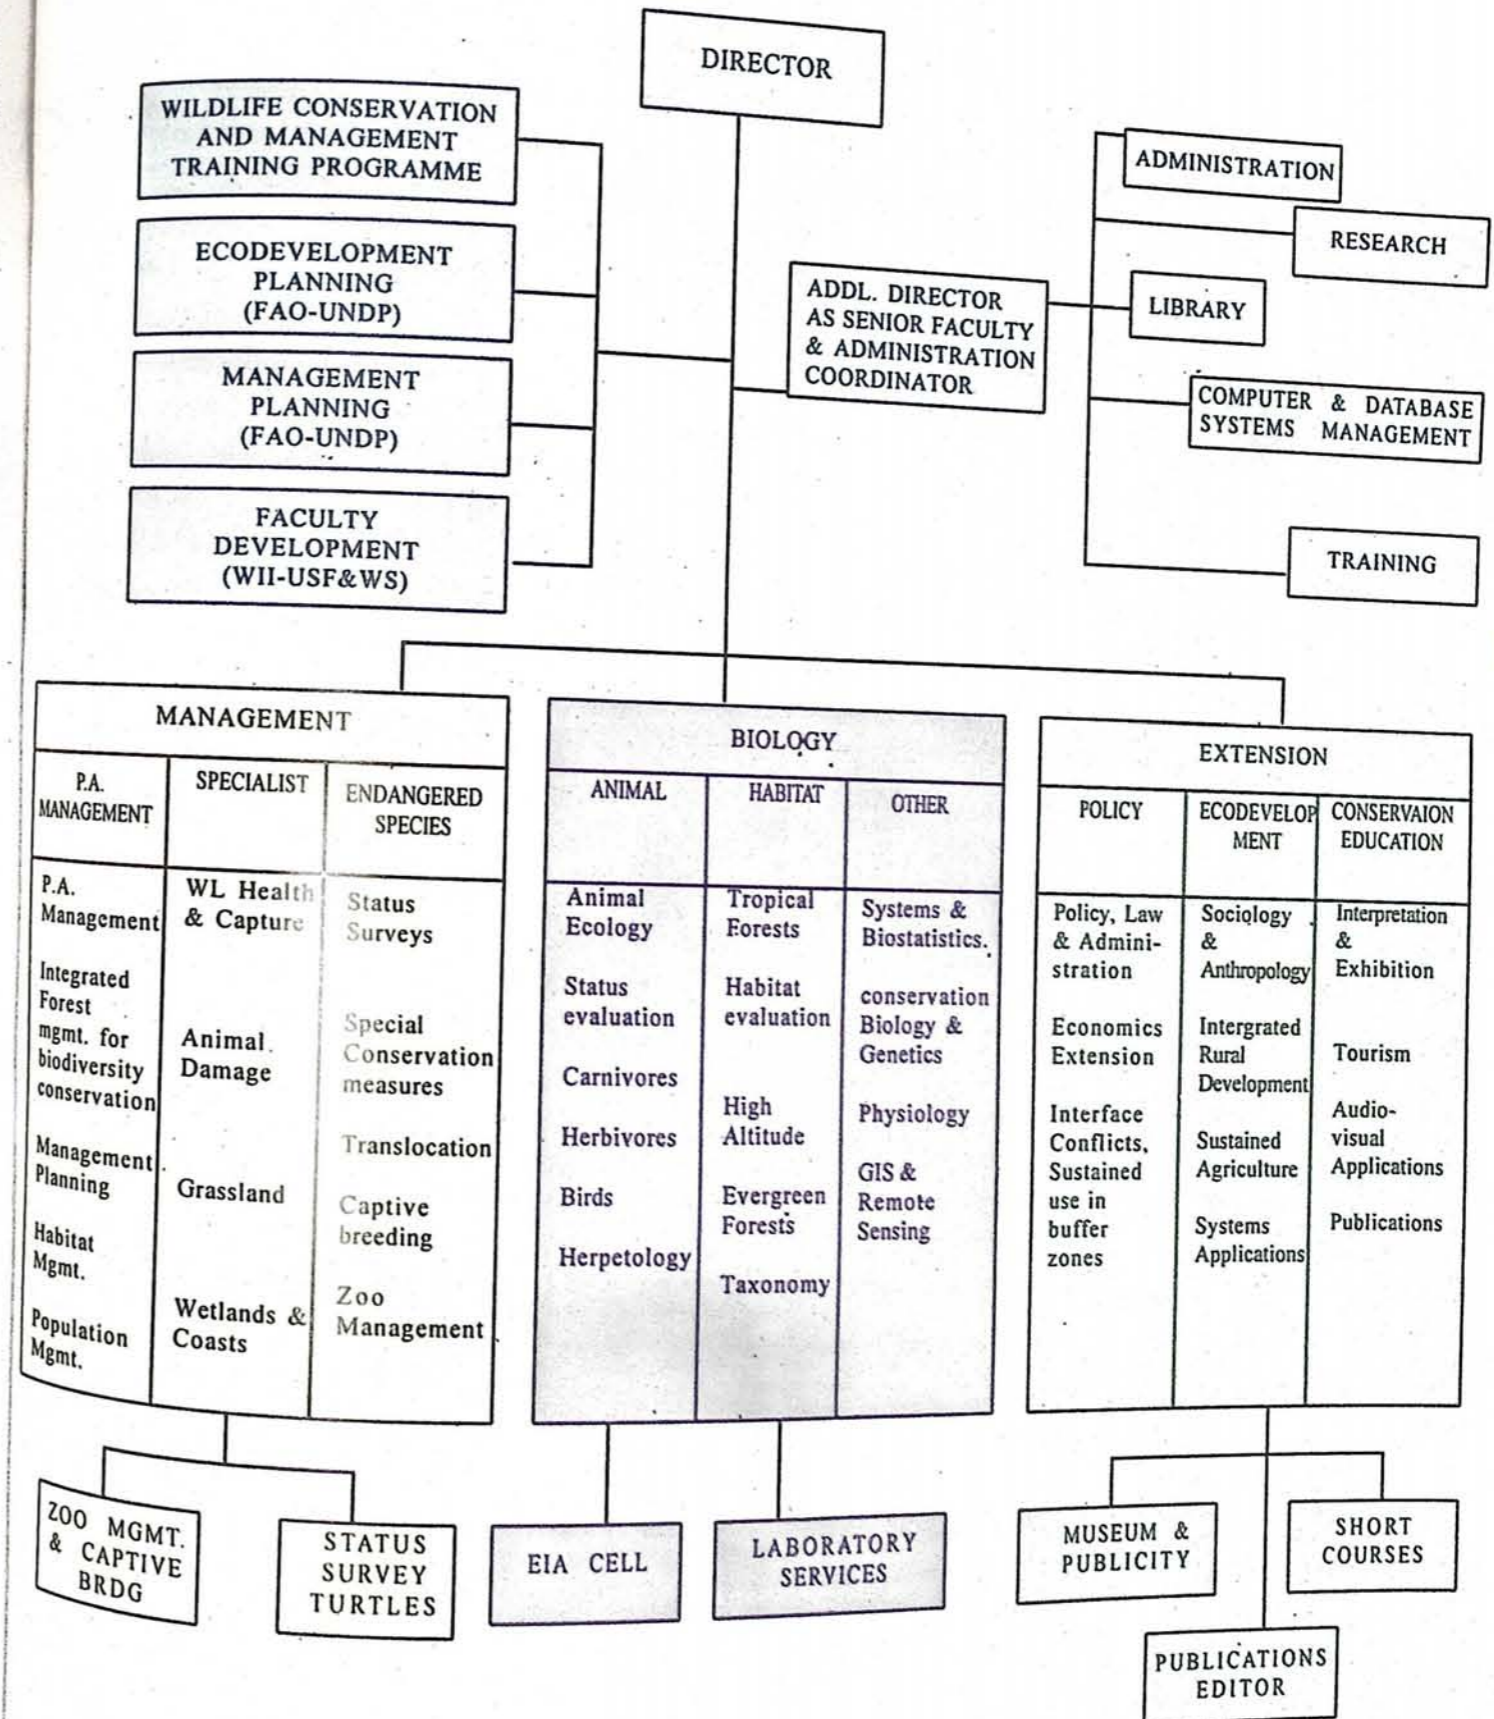 DIRECTOR
WILDLIFE CONSERVATION
AND MANAGEMENT
TRAINING PROGRAMME
ECODEVELOPMENT
PLANNING
(FAO-UNDP)
MANAGEMENT
PLANNING
(FAO-UNDP)
FACULTY
DEVELOPMENT
(WII-USF&WS)
ADDL. DIRECTOR
AS SENIOR FACULTY
& ADMINISTRATION
COORDINATOR
ADMINISTRATION
RESEARCH
LIBRARY
COMPUTER & DATABASE
SYSTEMS MANAGEMENT
TRAINING
MANAGEMENT
P.A.
MANAGEMENT
P.A.
Management
Integrated
Forest
mgmt. for
biodiversity
conservation
Management
Planning
Habitat
Mgmt.
Population
Mgmt.
SPECIALIST
WL Health
& Capture
Animal
Damage
Grassland
Wetlands &
Coasts
ENDANGERED
SPECIES
Status
Surveys
Special
Conservation
measures
Translocation
Captive
breeding
Zoo
Management
BIOLOGY
ANIMAL
Animal
Ecology
Status
evaluation
Carnivores
Herbivores
Birds
Herpetology
HABITAT
Tropical
Forests
Habitat
evaluation
High
Altitude
Evergreen
Forests
Taxonomy
OTHER
Systems &
Biostatistics.
conservation
Biology &
Genetics
Physiology
GIS &
Remote
Sensing
EXTENSION
POLICY
Policy, Law
& Admini-
stration
Economics
Extension
Interface
Conflicts,
Sustained
use in
buffer
zones
ECODEVELOP
MENT
Sociology
&
Anthropology
Intergrated
Rural
Development
Sustained
Agriculture
Systems
Applications
CONSERVAION
EDUCATION
Interpretation
&
Exhibition
Tourism
Audio-
visual
Applications
Publications
ZOO MGMT.
& CAPTIVE
BRDG
STATUS
SURVEY
TURTLES
EIA CELL
LABORATORY
SERVICES
MUSEUM &
PUBLICITY
SHORT
COURSES
PUBLICATIONS
EDITOR